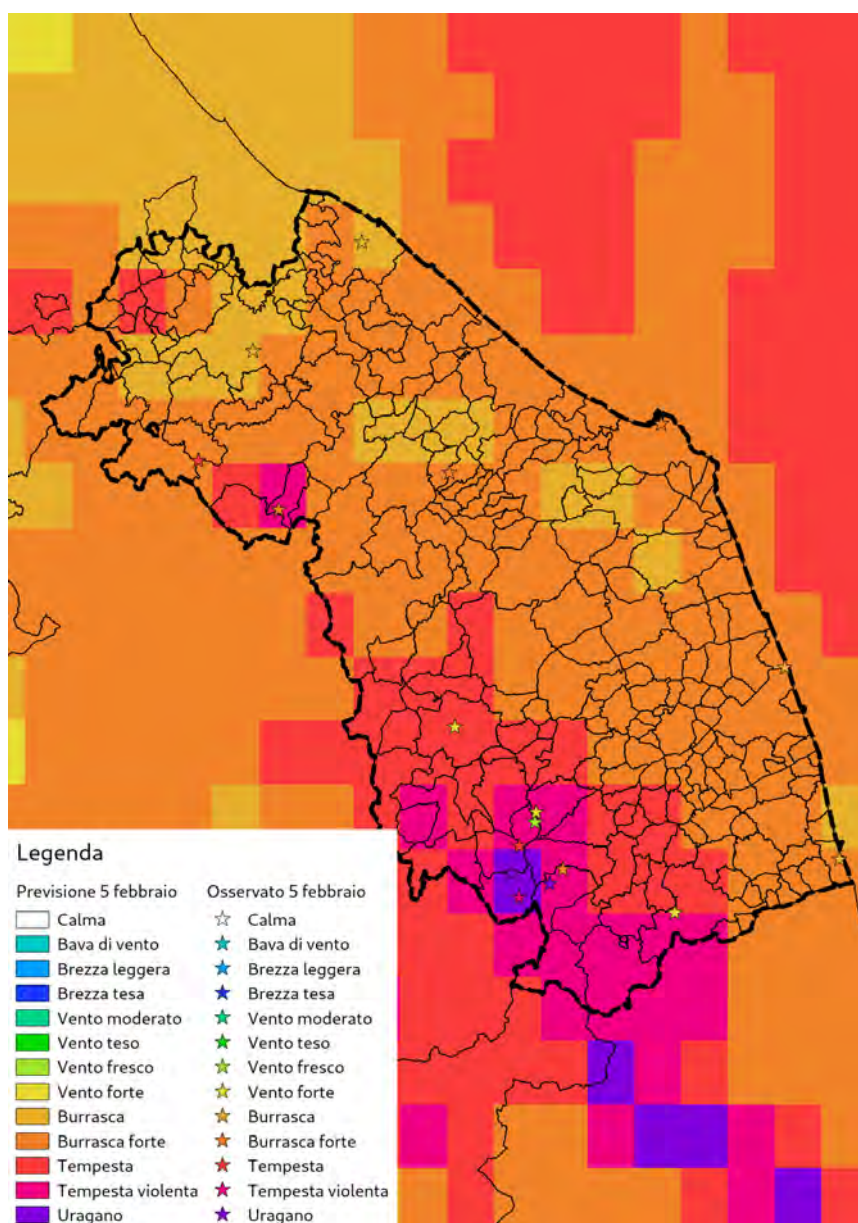 Legenda
Previsione 5 febbraio
Calma
Bava di vento
Brezza leggera
Brezza tesa
Vento moderato
Vento teso
Vento fresco
Vento forte
Burrasca
Burrasca forte
Tempesta
Tempesta violenta
Uragano
Osservato 5 febbraio
Calma
Bava di vento
Brezza leggera
Brezza tesa
Vento moderato
Vento teso
Vento fresco
Vento forte
Burrasca
Burrasca forte
Tempesta
Tempesta violenta
Uragano